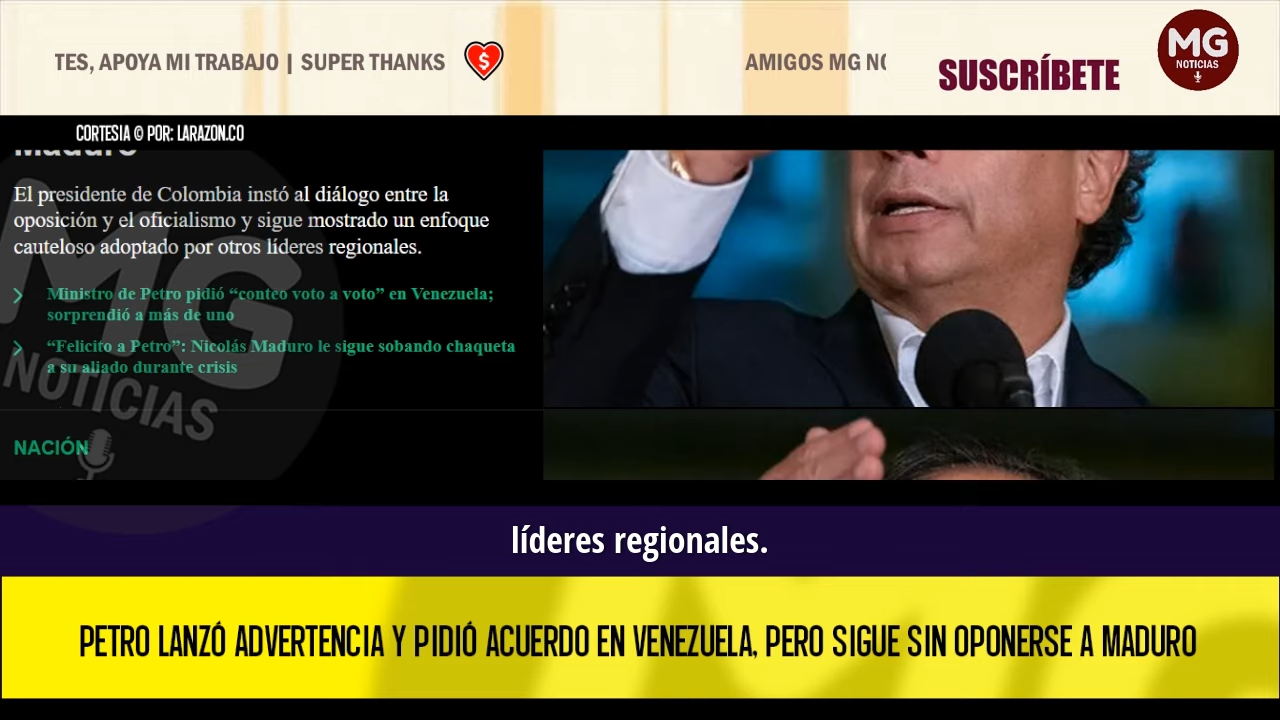 TES, APOYA MI TRABAJO | SUPER THANKS
AMIGOS MG NO
SUSCRÍBETE
MG
NOTICIAS
CORTESIA © POR: LARAZON.CO
Maduro
El presidente de Colombia instó al diálogo entre la
oposición y el oficialismo y sigue mostrado un enfoque
cauteloso adoptado por otros líderes regionales.
Ministro de Petro pidió “conteo voto a voto” en Venezuela;
sorprendió a más de uno
“Felicito a Petro”: Nicolás Maduro le sigue sobando chaqueta
a su aliado durante crisis
MG
NOTICIAS
NACIÓN
líderes regionales.
PETRO LANZÓ ADVERTENCIA Y PIDIÓ ACUERDO EN VENEZUELA, PERO SIGUE SIN OPONERSE A MADURO